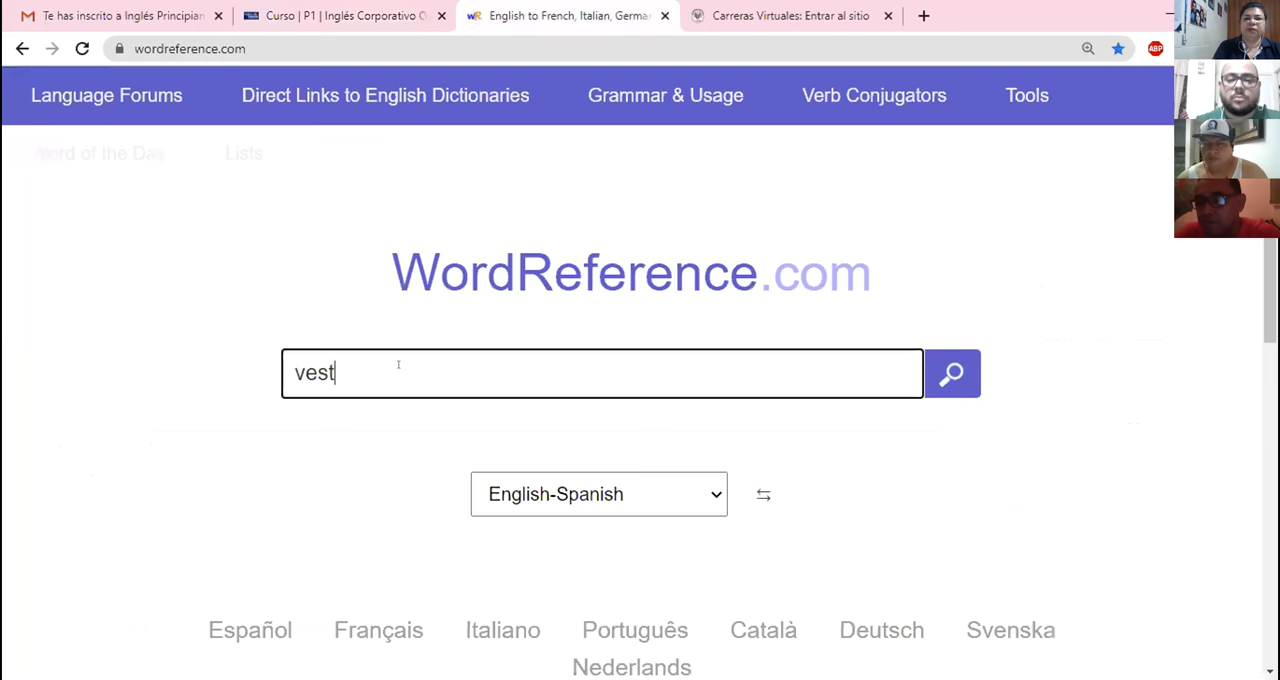 Te has inscrito a Inglés Principian
Curso | P1 | Inglés Corporativo O
English to French, Italian, Germa
Carreras Virtuales: Entrar al sitio
wordreference.com
ABP
Language Forums
Direct Links to English Dictionaries
Grammar & Usage
Verb Conjugators
Tools
Word of the Day
Lists
WordReference.com
vest
English-Spanish
Español Français Italiano Português Català Deutsch Svenska
Nederlands